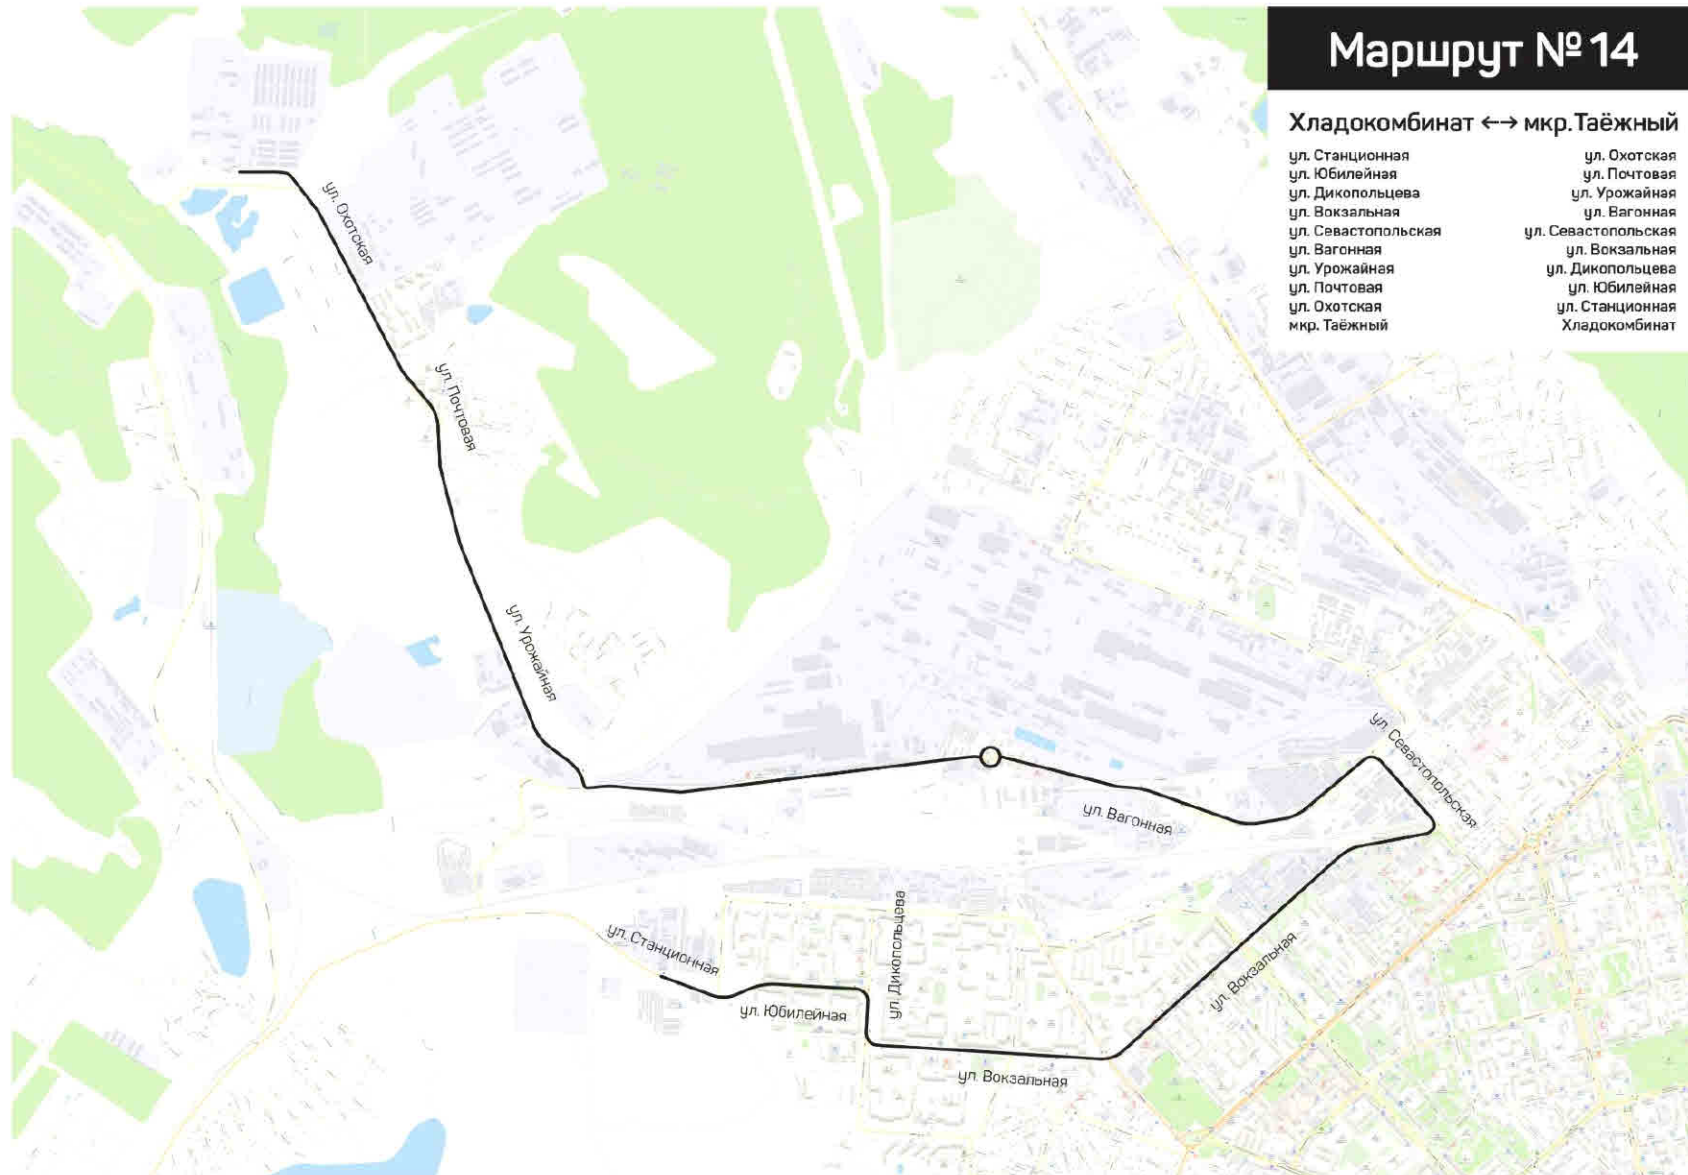 Маршрут № 14
Хладокомбинат ←→ мкр.Таёжный
ул. Станционная
ул. Юбилейная
ул. Дикопольцева
ул. Вокзальная
ул. Севастопольская
ул. Вагонная
ул. Урожайная
ул. Почтовая
ул. Охотская
мкр. Таёжный
ул. Охотская
ул. Почтовая
ул. Урожайная
ул. Вагонная
ул. Севастопольская
ул. Вокзальная
ул. Дикопольцева
ул. Юбилейная
ул. Станционная
Хладокомбинат
ул. Охотская
ул. Почтовая
ул. Урожайная
ул. Севастопольская
ул. Вагонная
ул. Дикопольцева
ул. Станционная
ул. Вокзальная
ул. Юбилейная
ул. Вокзальная